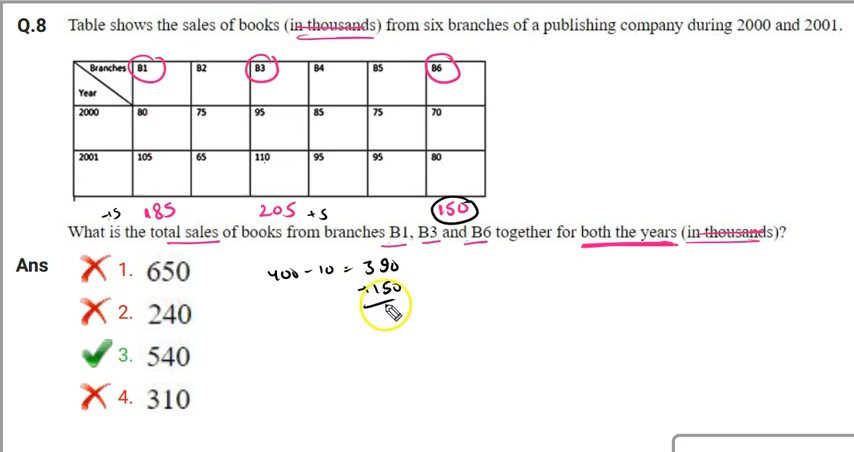 Q.8 Table shows the sales of books (in thousands) from six branches of a publishing company during 2000 and 2001.
Branches B1 B2 B3 B4 B5 B6
Year
2000 80 75 95 85 75 70
2001 105 65 110 95 95 80
-15 185 205 +5 150
What is the total sales of books from branches B1, B3 and B6 together for both the years (in thousands)?
Ans 1. 650
400 - 10 = 390
+150
2. 240
3. 540
4. 310